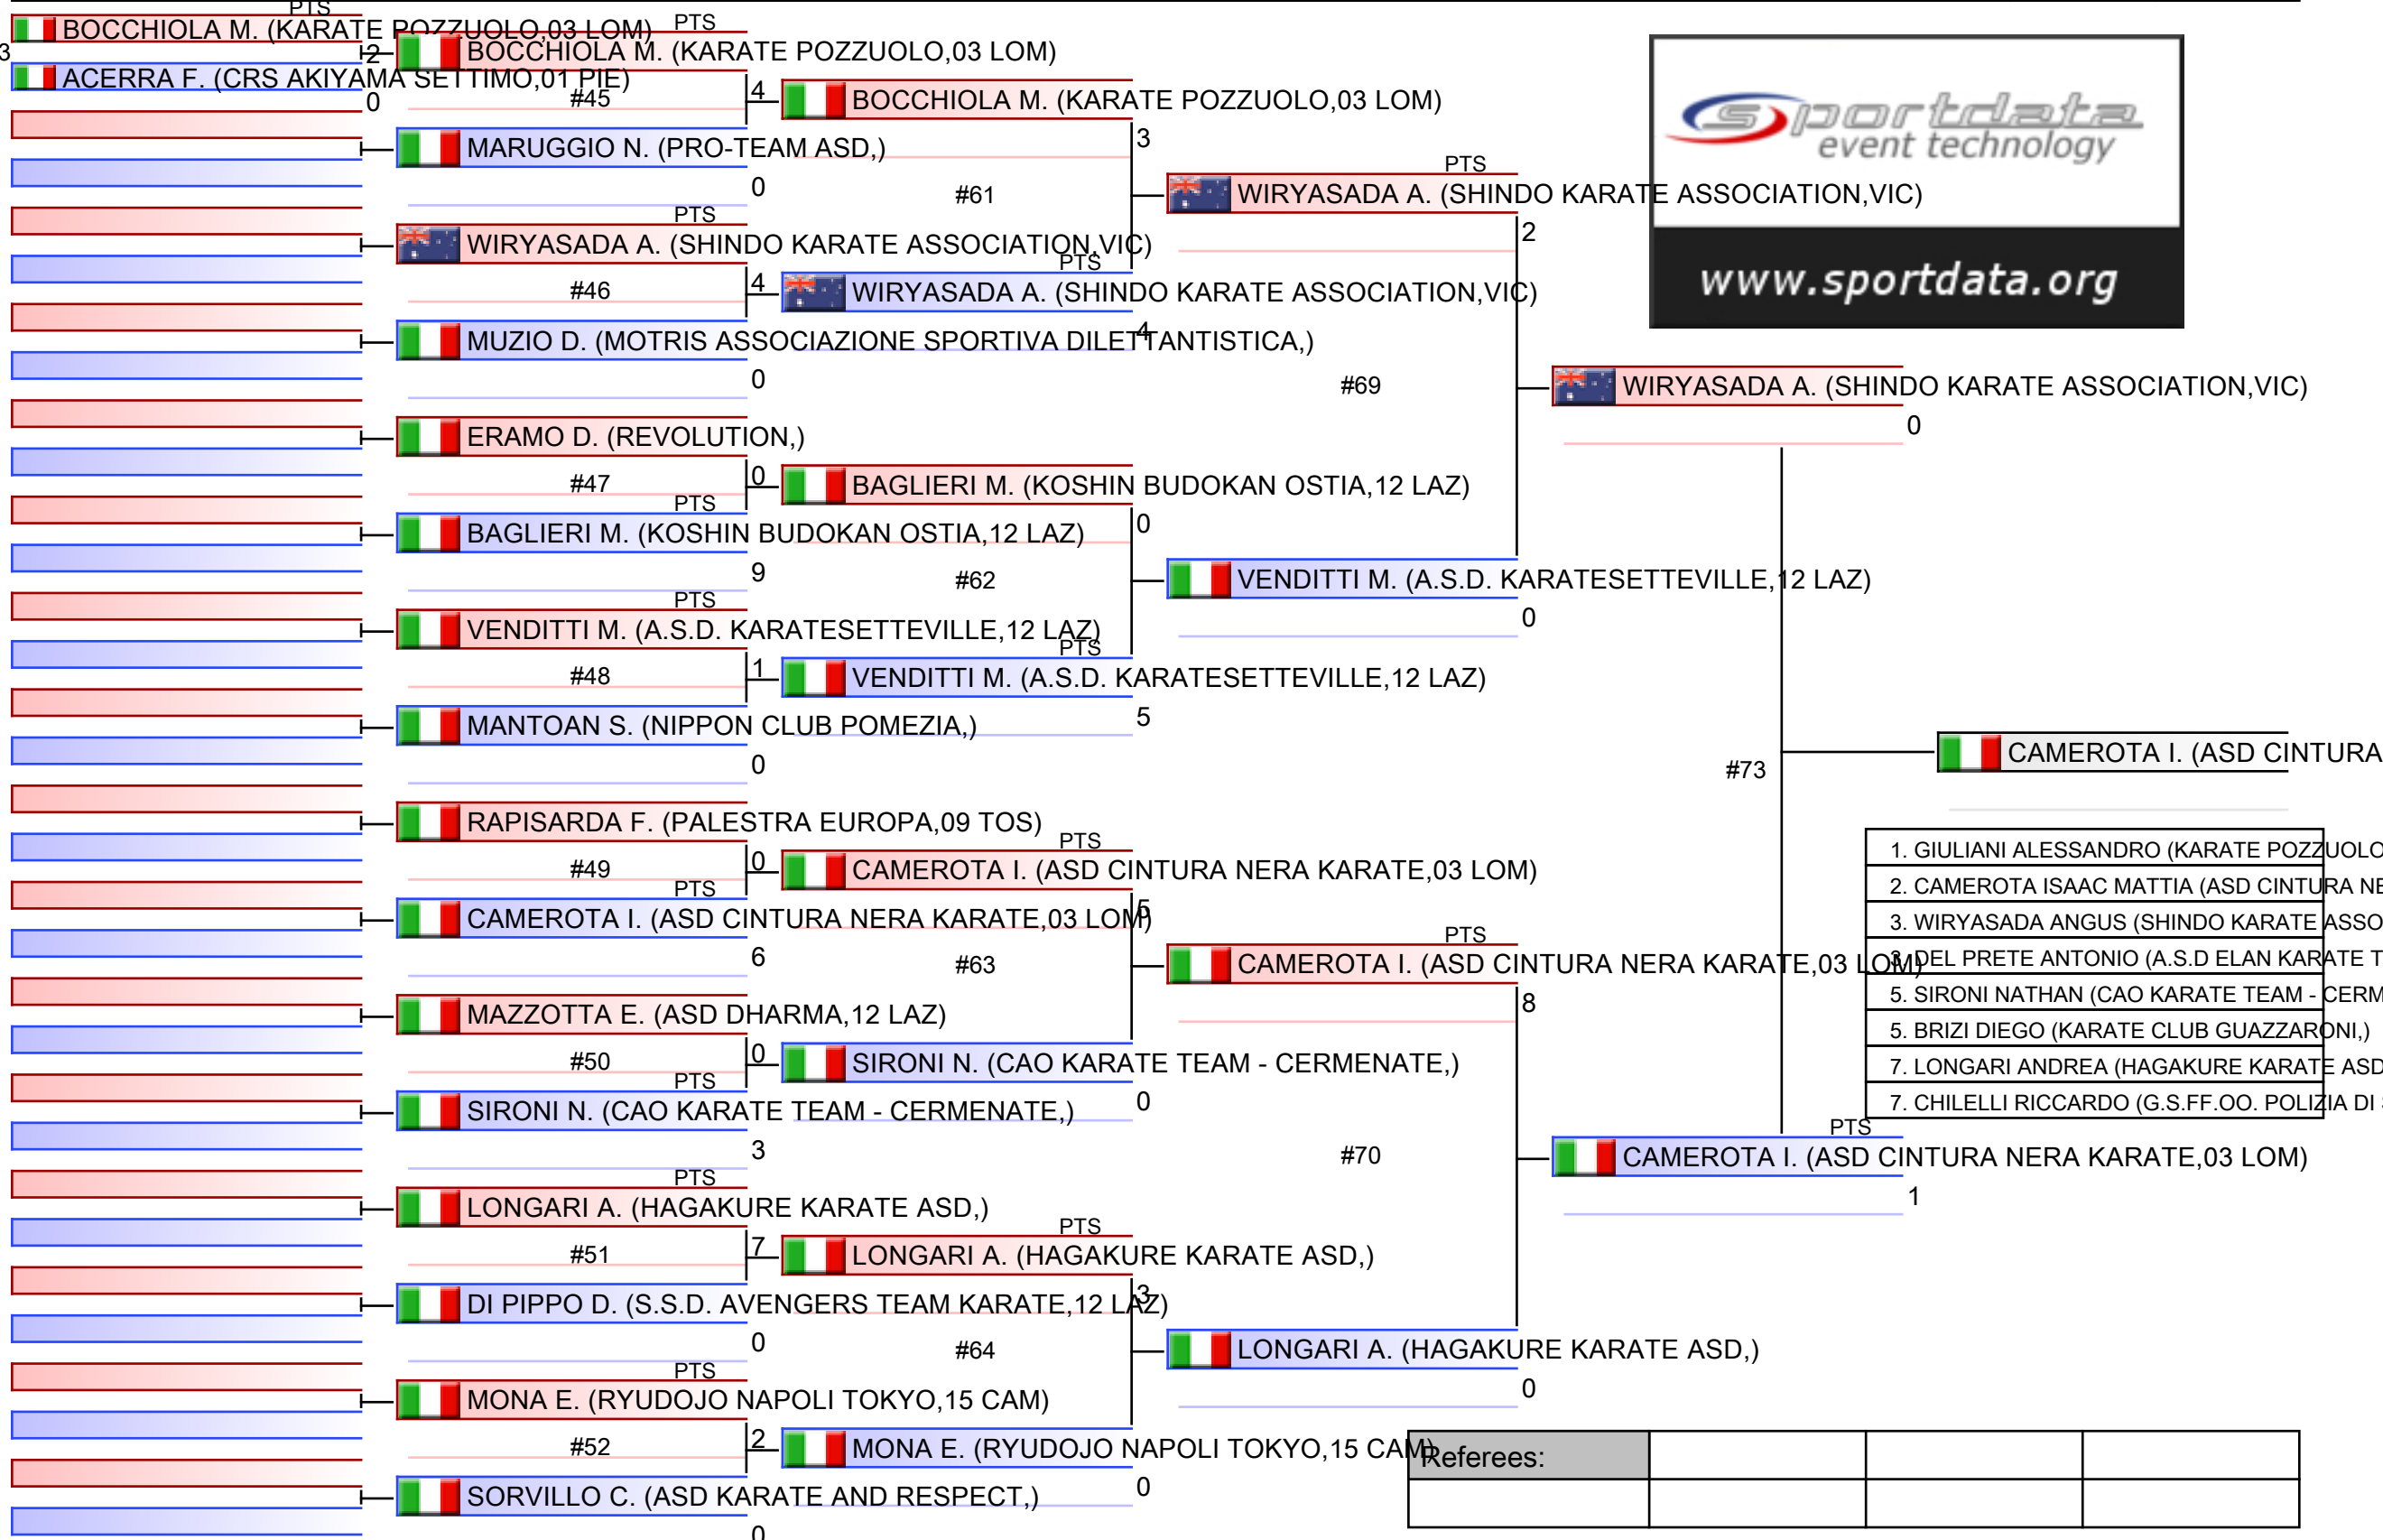 PTS
BOCCHIOLA M. (KARATE POZZUOLO,03 LOM)
3
2
ACERRA F. (CRS AKIYAMA SETTIMO,01 PIE)
0
PTS
BOCCHIOLA M. (KARATE POZZUOLO,03 LOM)
#45
4
MARUGGIO N. (PRO-TEAM ASD,)
0
PTS
WIRYASADA A. (SHINDO KARATE ASSOCIATION,VIC)
#46
4
MUZIO D. (MOTRIS ASSOCIAZIONE SPORTIVA DILETTANTISTICA,)
0
ERAMO D. (REVOLUTION,)
#47
0
PTS
BAGLIERI M. (KOSHIN BUDOKAN OSTIA,12 LAZ)
9
PTS
VENDITTI M. (A.S.D. KARATESETTEVILLE,12 LAZ)
#48
1
MANTOAN S. (NIPPON CLUB POMEZIA,)
0
RAPISARDA F. (PALESTRA EUROPA,09 TOS)
#49
0
PTS
CAMEROTA I. (ASD CINTURA NERA KARATE,03 LOM)
6
MAZZOTTA E. (ASD DHARMA,12 LAZ)
#50
0
PTS
SIRONI N. (CAO KARATE TEAM - CERMENATE,)
3
PTS
LONGARI A. (HAGAKURE KARATE ASD,)
#51
7
DI PIPPO D. (S.S.D. AVENGERS TEAM KARATE,12 LAZ)
0
PTS
MONA E. (RYUDOJO NAPOLI TOKYO,15 CAM)
#52
2
SORVILLO C. (ASD KARATE AND RESPECT,)
0
BOCCHIOLA M. (KARATE POZZUOLO,03 LOM)
3
#61
PTS
WIRYASADA A. (SHINDO KARATE ASSOCIATION,VIC)
4
BAGLIERI M. (KOSHIN BUDOKAN OSTIA,12 LAZ)
0
#62
PTS
VENDITTI M. (A.S.D. KARATESETTEVILLE,12 LAZ)
5
PTS
CAMEROTA I. (ASD CINTURA NERA KARATE,03 LOM)
5
#63
SIRONI N. (CAO KARATE TEAM - CERMENATE,)
0
PTS
LONGARI A. (HAGAKURE KARATE ASD,)
3
#64
MONA E. (RYUDOJO NAPOLI TOKYO,15 CAM)
0
PTS
WIRYASADA A. (SHINDO KARATE ASSOCIATION,VIC)
2
#69
VENDITTI M. (A.S.D. KARATESETTEVILLE,12 LAZ)
0
PTS
CAMEROTA I. (ASD CINTURA NERA KARATE,03 LOM)
8
#70
LONGARI A. (HAGAKURE KARATE ASD,)
0
sportdata
event technology
www.sportdata.org
WIRYASADA A. (SHINDO KARATE ASSOCIATION,VIC)
0
#73
PTS
CAMEROTA I. (ASD CINTURA NERA KARATE,03 LOM)
1
CAMEROTA I. (ASD CINTURA
1. GIULIANI ALESSANDRO (KARATE POZZUOLO
2. CAMEROTA ISAAC MATTIA (ASD CINTURA NE
3. WIRYASADA ANGUS (SHINDO KARATE ASSO
3. DEL PRETE ANTONIO (A.S.D ELAN KARATE T
5. SIRONI NATHAN (CAO KARATE TEAM - CERM
5. BRIZI DIEGO (KARATE CLUB GUAZZARONI,)
7. LONGARI ANDREA (HAGAKURE KARATE ASD
7. CHILELLI RICCARDO (G.S.FF.OO. POLIZIA DI
Referees: